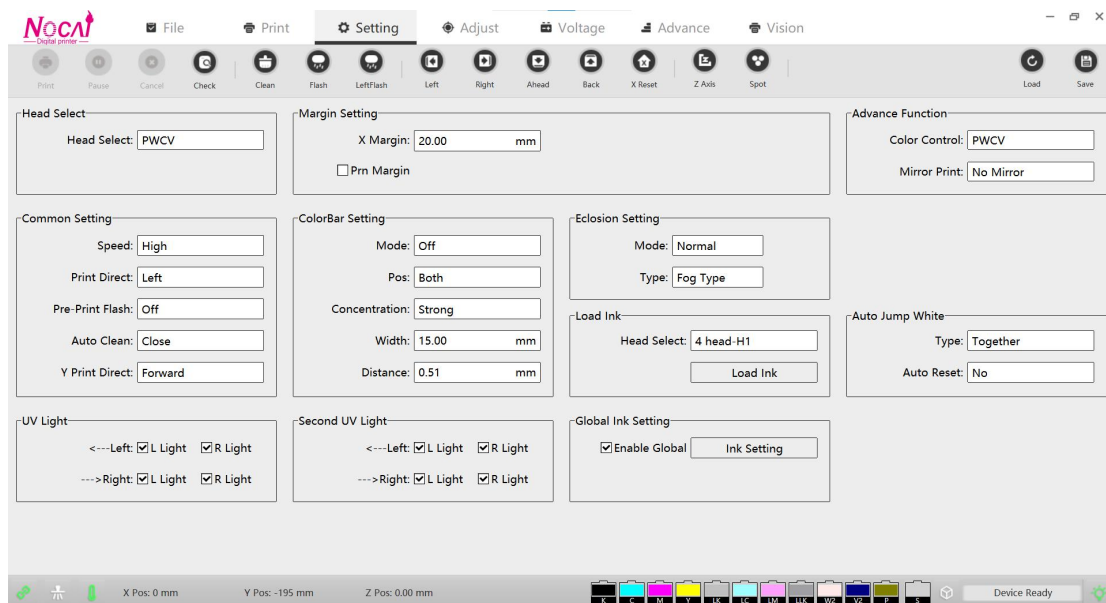 NOCAI
Digital printer
File Print Setting Adjust Voltage Advance Vision
Print Pause Cancel Check Clean Flash LeftFlash Left Right Ahead Back X Reset Z Axis Spot Load Save
Head Select
Head Select: PWCV
Margin Setting
X Margin: 20.00 mm
Prn Margin
Advance Function
Color Control: PWCV
Mirror Print: No Mirror
Common Setting
Speed: High
Print Direct: Left
Pre-Print Flash: Off
Auto Clean: Close
Y Print Direct: Forward
ColorBar Setting
Mode: Off
Pos: Both
Concentration: Strong
Width: 15.00 mm
Distance: 0.51 mm
Eclosion Setting
Mode: Normal
Type: Fog Type
Load Ink
Head Select: 4 head-H1
Load Ink
Auto Jump White
Type: Together
Auto Reset: No
UV Light
<---Left: L Light R Light
--->Right: L Light R Light
Second UV Light
<---Left: L Light R Light
--->Right: L Light R Light
Global Ink Setting
Enable Global Ink Setting
X Pos: 0 mm Y Pos: -195 mm Z Pos: 0.00 mm K C M Y LK LC LM LLK W2 V2 P S Device Ready